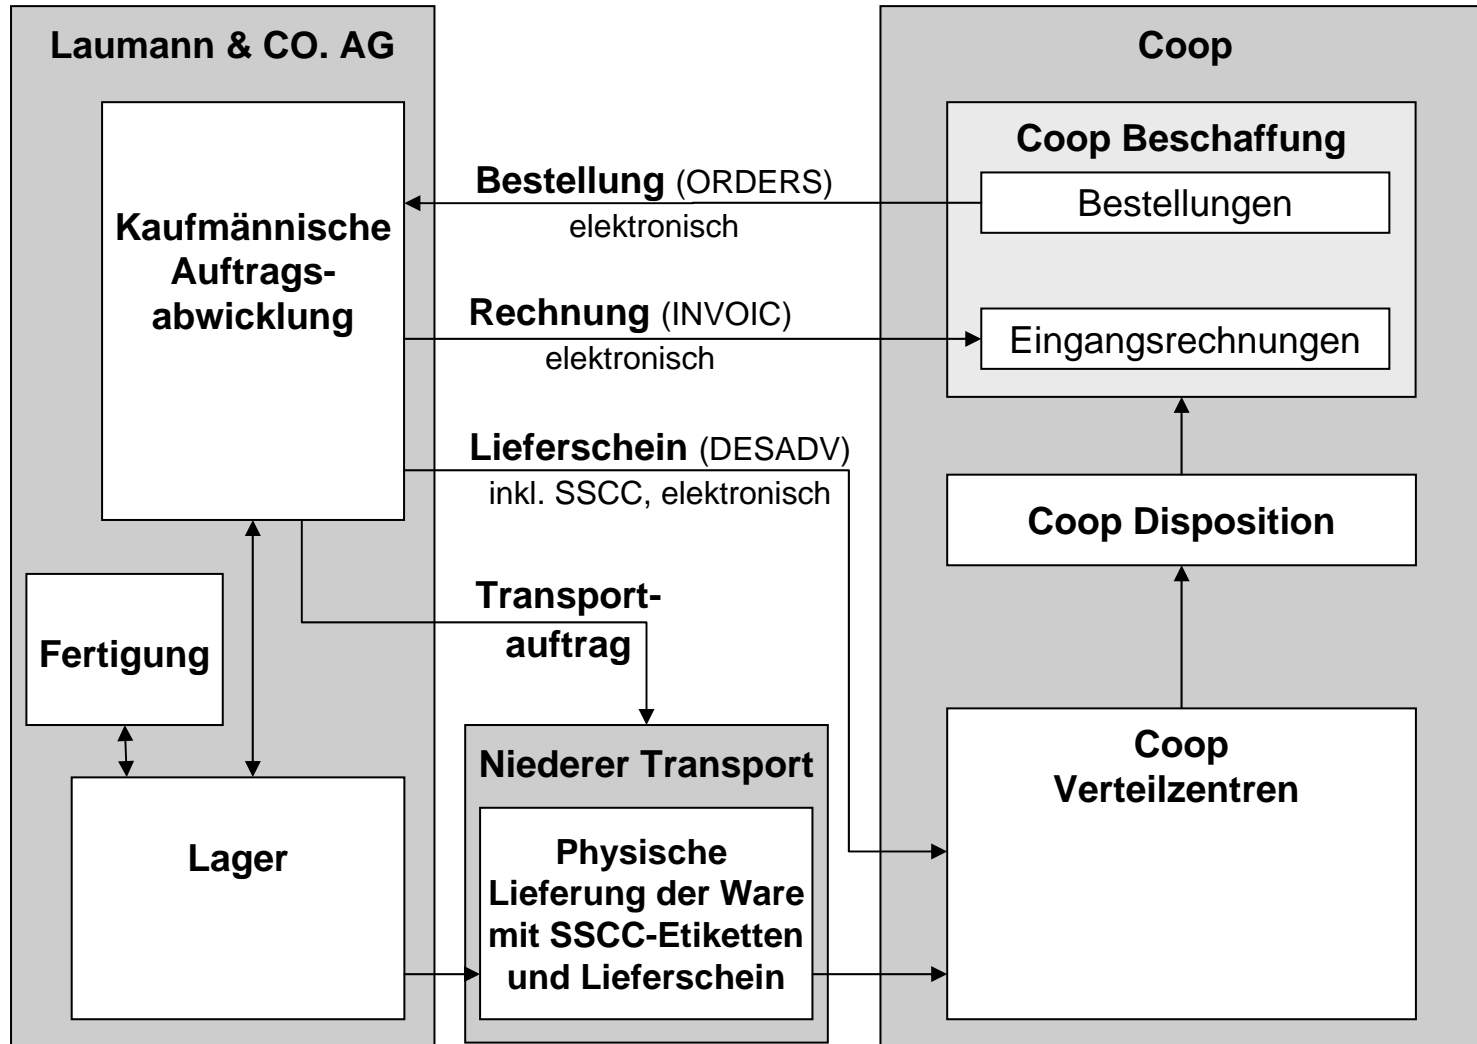 Laumann & CO. AG
Kaufmännische
Auftrags-
abwicklung
Fertigung
Lager
Bestellung (ORDERS)
elektronisch
Rechnung (INVOIC)
elektronisch
Lieferschein (DESADV)
inkl. SSCC, elektronisch
Transport-
auftrag
Niederer Transport
Physische
Lieferung der Ware
mit SSCC-Etiketten
und Lieferschein
Coop
Coop Beschaffung
Bestellungen
Eingangsrechnungen
Coop Disposition
Coop
Verteilzentren